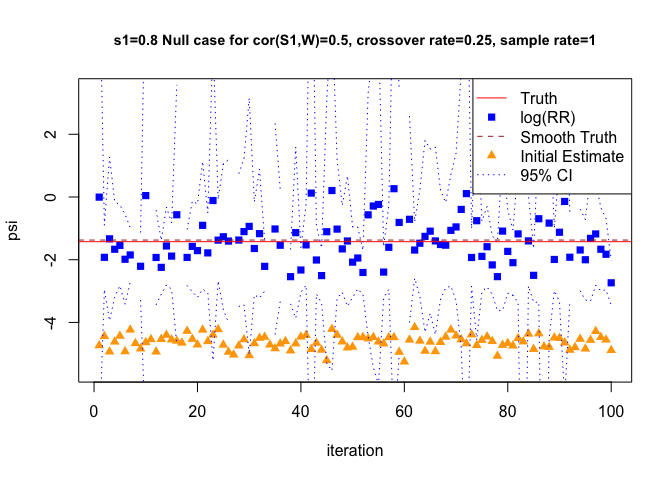 s1=0.8 Null case for cor(S1,W)=0.5, crossover rate=0.25, sample rate=1
Truth
log(RR)
Smooth Truth
Initial Estimate
95% CI
psi
2
0
-2
-4
0
20
40
60
80
100
iteration